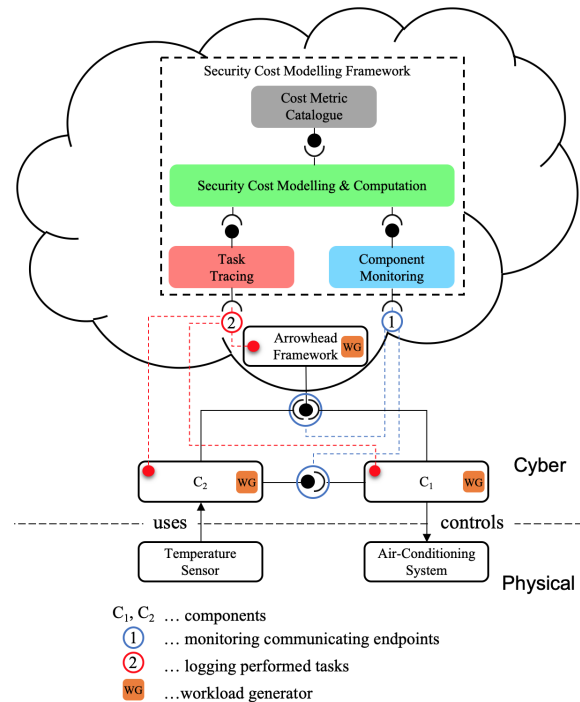 Security Cost Modelling Framework
Cost Metric
Catalogue
Security Cost Modelling & Computation
Task
Tracing
Component
Monitoring
2
1
Arrowhead
Framework
WG
Cyber
C₂
WG
C₁
WG
uses
controls
Temperature
Sensor
Air-Conditioning
System
Physical
C₁, C₂ … components
1 … monitoring communicating endpoints
2 … logging performed tasks
WG …workload generator